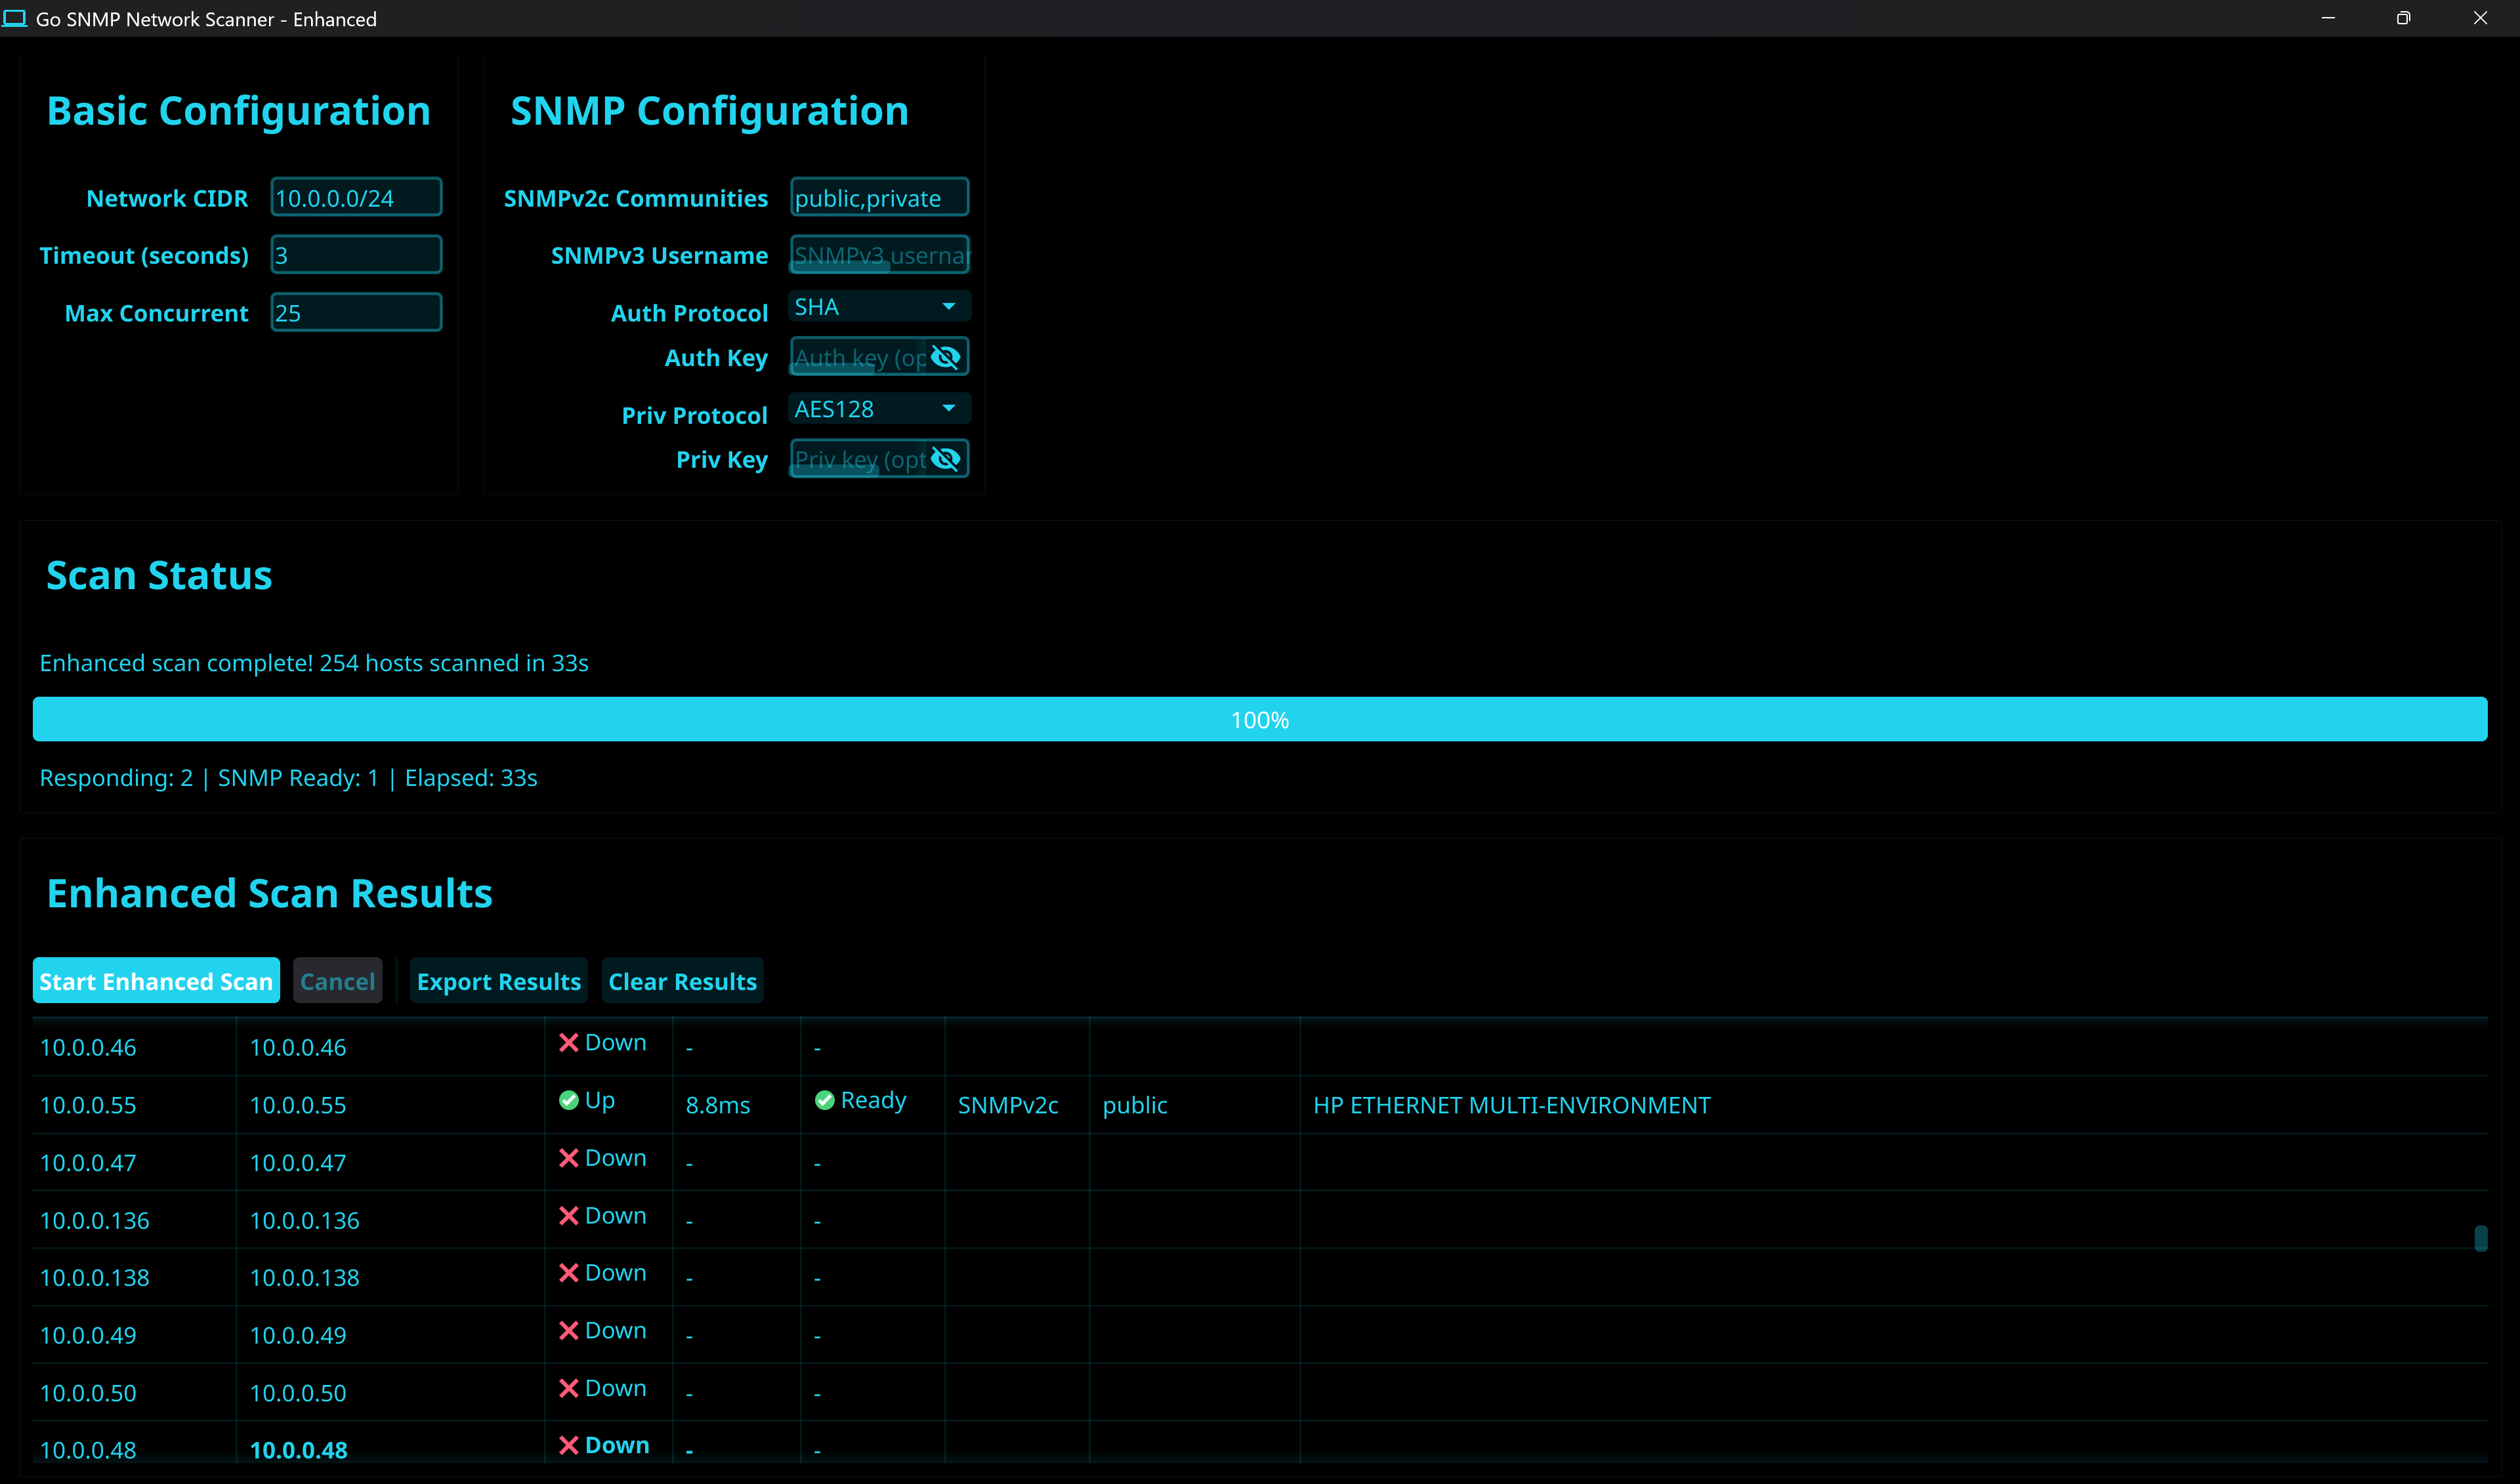 Go SNMP Network Scanner - Enhanced
Basic Configuration
Network CIDR 10.0.0.0/24
Timeout (seconds) 3
Max Concurrent 25
SNMP Configuration
SNMPv2c Communities public,private
SNMPv3 Username SNMPv3 usernar
Auth Protocol SHA
Auth Key Auth key (op
Priv Protocol AES128
Priv Key Priv key (opt
Scan Status
Enhanced scan complete! 254 hosts scanned in 33s
100%
Responding: 2 | SNMP Ready: 1 | Elapsed: 33s
Enhanced Scan Results
Start Enhanced Scan Cancel Export Results Clear Results
10.0.0.46 10.0.0.46 ❌ Down - -
10.0.0.55 10.0.0.55 ✅ Up 8.8ms ✅ Ready SNMPv2c public HP ETHERNET MULTI-ENVIRONMENT
10.0.0.47 10.0.0.47 ❌ Down - -
10.0.0.136 10.0.0.136 ❌ Down - -
10.0.0.138 10.0.0.138 ❌ Down - -
10.0.0.49 10.0.0.49 ❌ Down - -
10.0.0.50 10.0.0.50 ❌ Down - -
10.0.0.48 10.0.0.48 ❌ Down - -